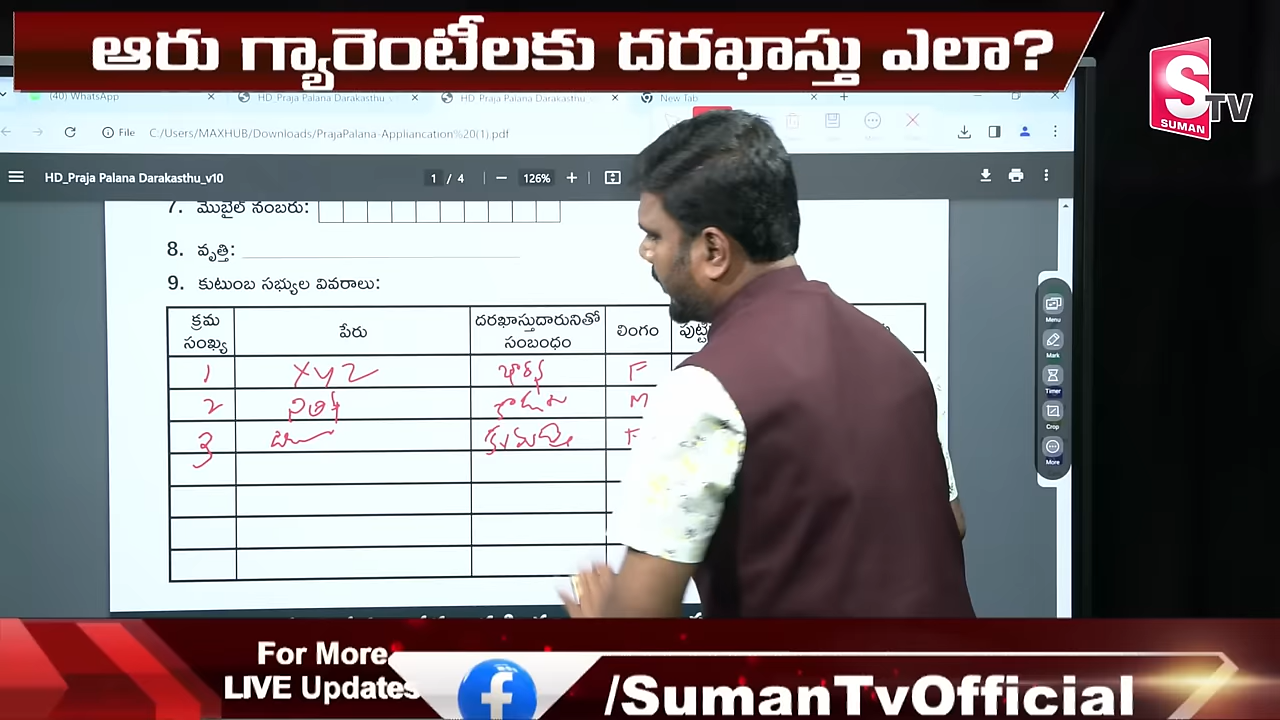 ఆరు గ్యారెంటీలకు దరఖాస్తు ఎలా?
S TV
SUMAN
(40) WhatsApp
HD_Praja Palana Darakasthu
HD_Praja Palana Darakasthu
New Tab
File C:/Users/MAXHUB/Downloads/PrajaPalana-Appliancation%20(1).pdf
HD_Praja Palana Darakasthu_v10 1 / 4 126%
7. మొబైల్ నంబరు:
8. వృత్తి:
9. కుటుంబ సభ్యుల వివరాలు:
క్రమ సంఖ్య పేరు దరఖాస్తుదారునితో సంబంధం లింగం
1 XYZ భార్య F
2 M
3 కుమార్తె F
Menu
Mark
Timer
Crop
More
For More
LIVE Updates
/SumanTvOfficial